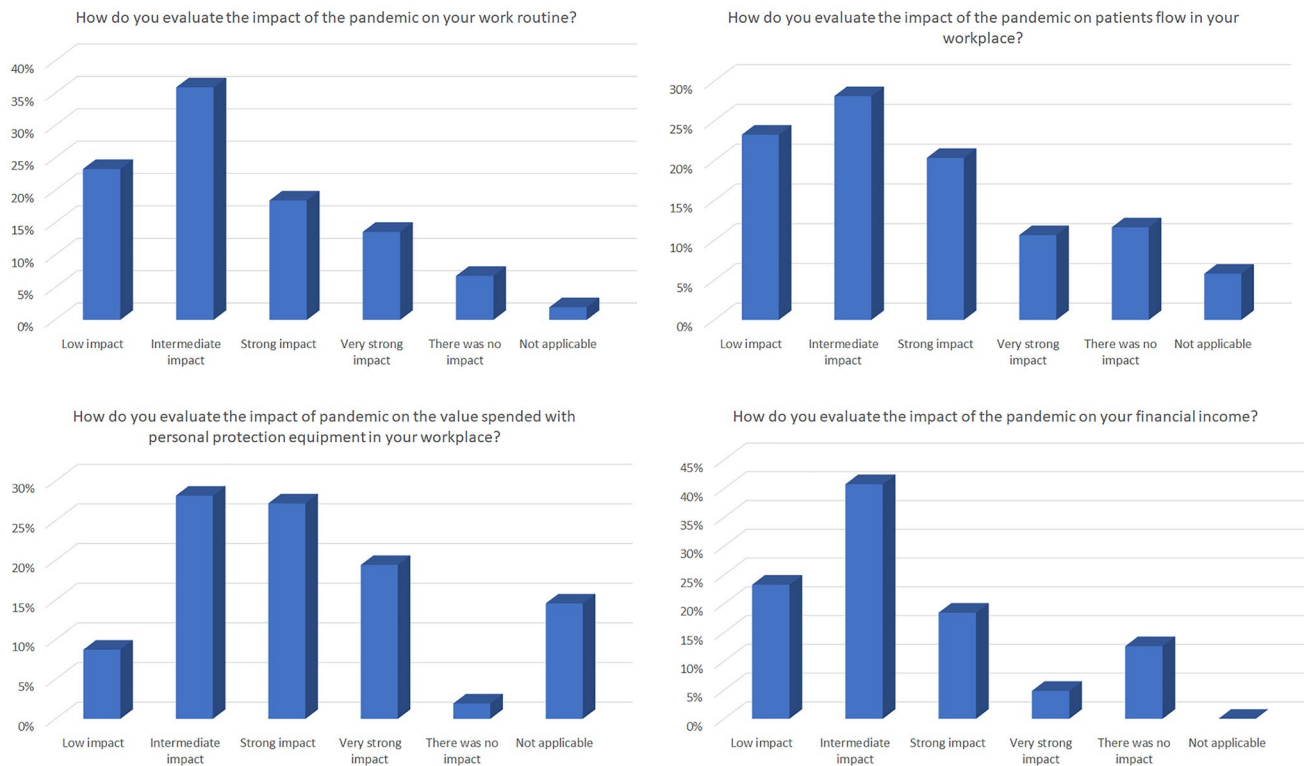 How do you evaluate the impact of the pandemic on your work routine?
40%
35%
30%
25%
20%
15%
10%
5%
0%
Low impact
Intermediate
impact
Strong impact
Very strong
impact
There was no
impact
Not applicable
How do you evaluate the impact of the pandemic on patients flow in your
workplace?
30%
25%
20%
15%
10%
5%
0%
Low impact
Intermediate
impact
Strong impact
Very strong
impact
There was no
impact
Not applicable
How do you evaluate the impact of pandemic on the value spended with
personal protection equipment in your workplace?
30%
25%
20%
15%
10%
5%
0%
Low impact
Intermediate
impact
Strong impact
Very strong
impact
There was no
impact
Not applicable
How do you evaluate the impact of the pandemic on your financial income?
45%
40%
35%
30%
25%
20%
15%
10%
5%
0%
Low impact
Intermediate
impact
Strong impact
Very strong
impact
There was no
impact
Not applicable